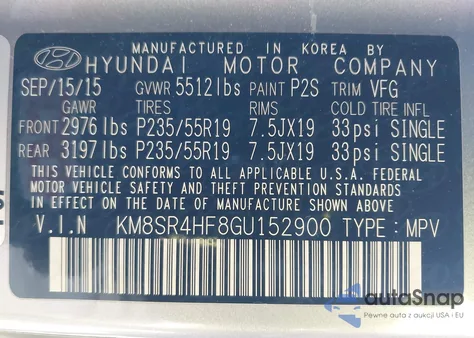 MANUFACTURED IN KOREA BY
HYUNDAI MOTOR COMPANY
SEP/15/15 GVWR 5512lbs PAINT P2S TRIM VFG
GAWR TIRES RIMS COLD TIRE INFL
FRONT 2976lbs P235/55R19 7.5JX19 33psi SINGLE
REAR 3197lbs P235/55R19 7.5JX19 33psi SINGLE
THIS VEHICLE CONFORMS TO ALL APPLICABLE U.S.A. FEDERAL
MOTOR VEHICLE SAFETY AND THEFT PREVENTION STANDARDS
IN EFFECT ON THE DATE OF MANUFACTURE SHOWN ABOVE.
V.I.N KM8SR4HF8GU152900 TYPE : MPV
autoSnap
Pewne auta z aukcji USA i EU